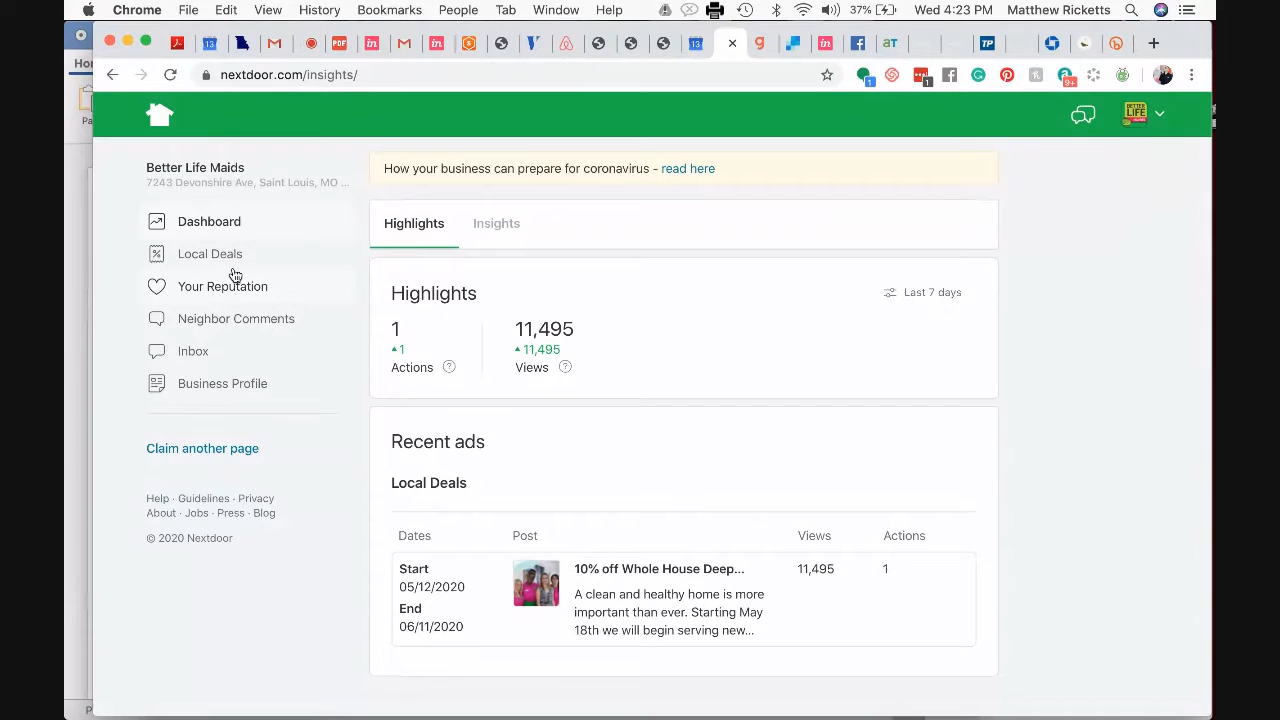 Chrome File Edit View History Bookmarks People Tab Window Help 37% Wed 4:23 PM Matthew Ricketts
nextdoor.com/insights/
1
1
9+
BETTER LIFE
Better Life Maids
7243 Devonshire Ave, Saint Louis, MO ...
Dashboard
Local Deals
Your Reputation
Neighbor Comments
Inbox
Business Profile
Claim another page
Help · Guidelines · Privacy
About · Jobs · Press · Blog
© 2020 Nextdoor
How your business can prepare for coronavirus - read here
Highlights Insights
Highlights Last 7 days
1 11,495
1 11,495
Actions ? Views ?
Recent ads
Local Deals
Dates Post Views Actions
Start 10% off Whole House Deep... 11,495 1
05/12/2020
A clean and healthy home is more
End
important than ever. Starting May
06/11/2020
18th we will begin serving new...